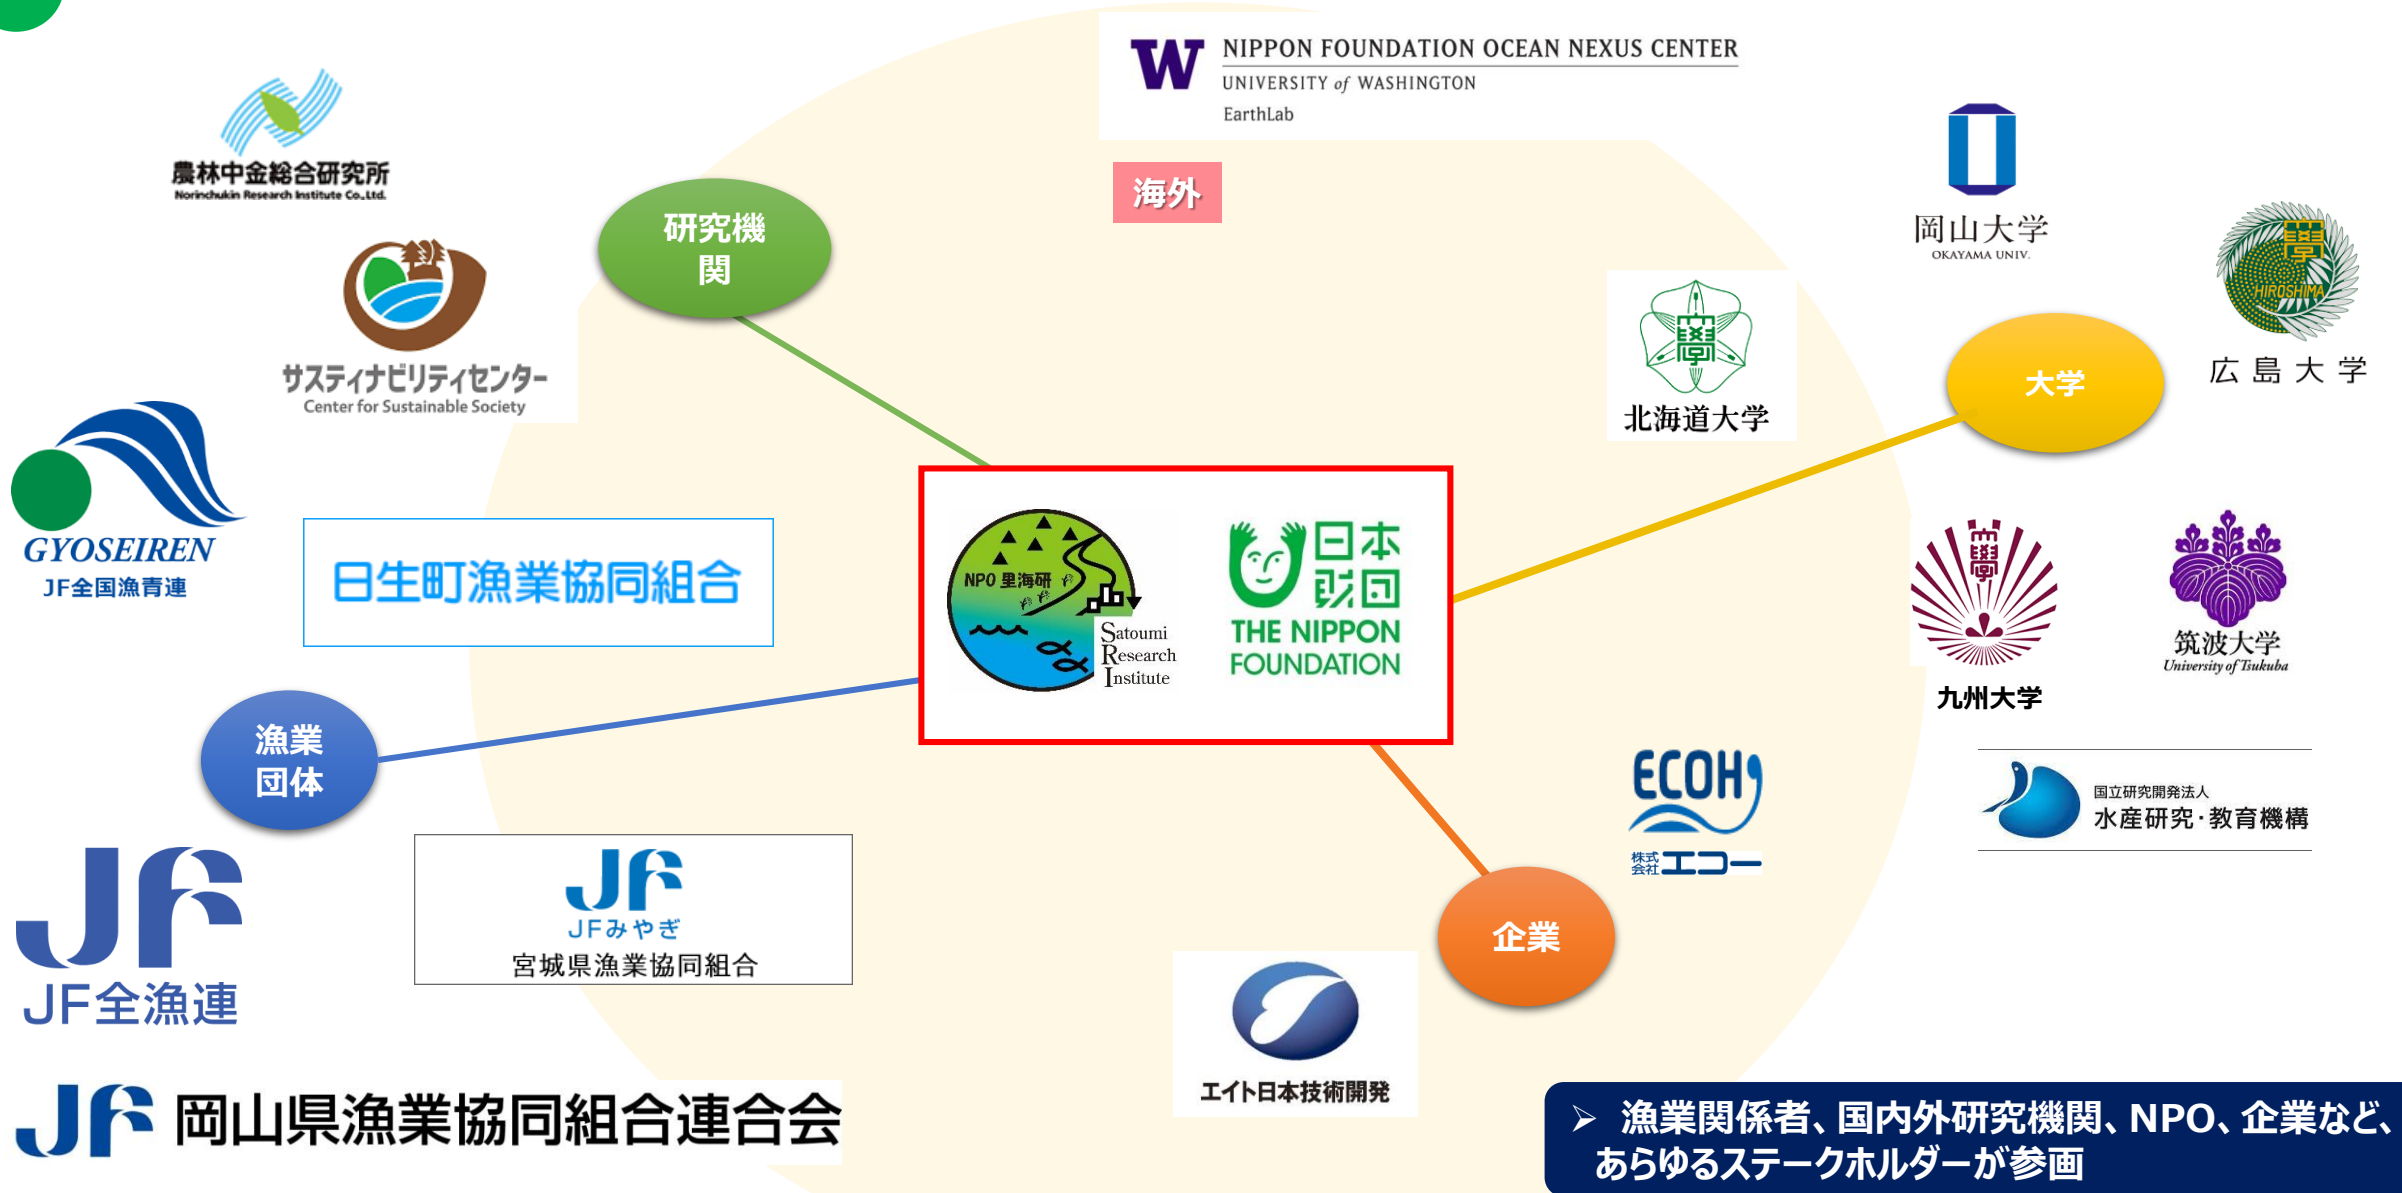 NIPPON FOUNDATION OCEAN NEXUS CENTER
UNIVERSITY of WASHINGTON
EarthLab
海外
農林中金総合研究所
Norinchukin Research Institute Co.,Ltd.
研究機
関
サスティナビリティセンター
Center for Sustainable Society
岡山大学
OKAYAMA UNIV.
大學
HIROSHIMA
広島大学
大學
北海道大学
大学
GYOSEIREN
JF全国漁青連
日生町漁業協同組合
NPO 里海研
Satoumi
Research
Institute
日本
財団
THE NIPPON
FOUNDATION
大學
九州大学
筑波大学
University of Tsukuba
漁業
団体
ECOH
株式
会社エコー
国立研究開発法人
水産研究・教育機構
JF
JF全漁連
JF
JFみやぎ
宮城県漁業協同組合
企業
エイト日本技術開発
JF 岡山県漁業協同組合連合会
➢ 漁業関係者、国内外研究機関、NPO、企業など、
あらゆるステークホルダーが参画